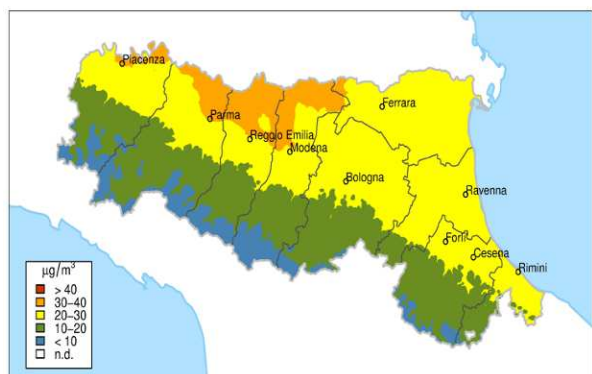 Piacenza
Parma
Reggio Emilia
Modena
Ferrara
Bologna
Ravenna
Forlì
Cesena
Rimini
µg/m³
> 40
30–40
20–30
10–20
< 10
n.d.